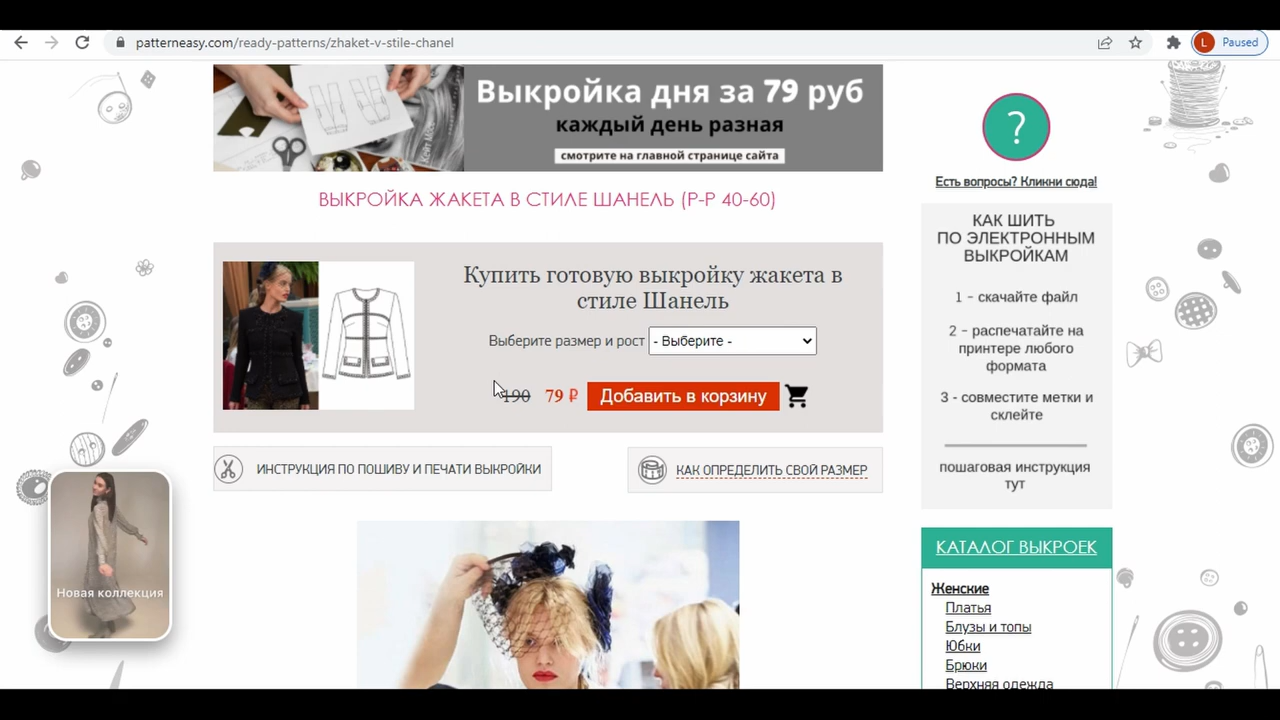 patterneasy.com/ready-patterns/zhaket-v-stile-chanel
L
Paused
Выкройка дня за 79 руб
каждый день разная
смотрите на главной странице сайта
ВЫКРОЙКА ЖАКЕТА В СТИЛЕ ШАНЕЛЬ (Р-Р 40-60)
Купить готовую выкройку жакета в
стиле Шанель
Выберите размер и рост
- Выберите -
190 79 ₽ Добавить в корзину
ИНСТРУКЦИЯ ПО ПОШИВУ И ПЕЧАТИ ВЫКРОЙКИ
КАК ОПРЕДЕЛИТЬ СВОЙ РАЗМЕР
Новая коллекция
?
Есть вопросы? Кликни сюда!
КАК ШИТЬ
ПО ЭЛЕКТРОННЫМ
ВЫКРОЙКАМ
1 - скачайте файл
2 - распечатайте на
принтере любого
формата
3 - совместите метки и
склейте
пошаговая инструкция
тут
КАТАЛОГ ВЫКРОЕК
Женские
Платья
Блузы и топы
Юбки
Брюки
Верхняя одежда